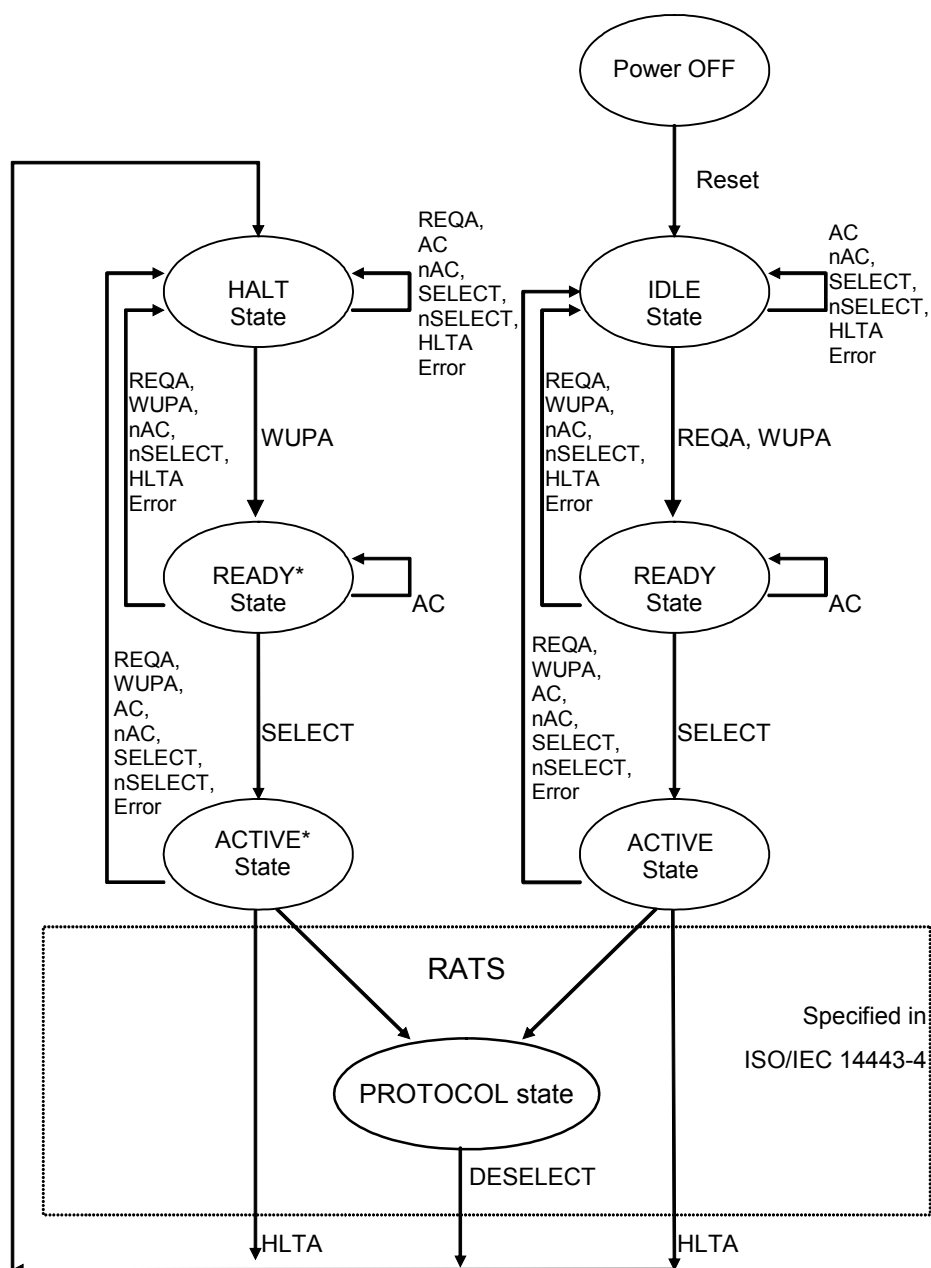 Power OFF
Reset
HALT
State
REQA,
AC
nAC,
SELECT,
nSELECT,
HLTA
Error
IDLE
State
AC
nAC,
SELECT,
nSELECT,
HLTA
Error
REQA,
WUPA,
nAC,
nSELECT,
HLTA
Error
WUPA
REQA,
WUPA,
nAC,
nSELECT,
HLTA
Error
REQA, WUPA
READY*
State
AC
READY
State
AC
REQA,
WUPA,
AC,
nAC,
SELECT,
nSELECT,
Error
SELECT
REQA,
WUPA,
AC,
nAC,
SELECT,
nSELECT,
Error
SELECT
ACTIVE*
State
ACTIVE
State
RATS
Specified in
ISO/IEC 14443-4
PROTOCOL state
DESELECT
HLTA
HLTA